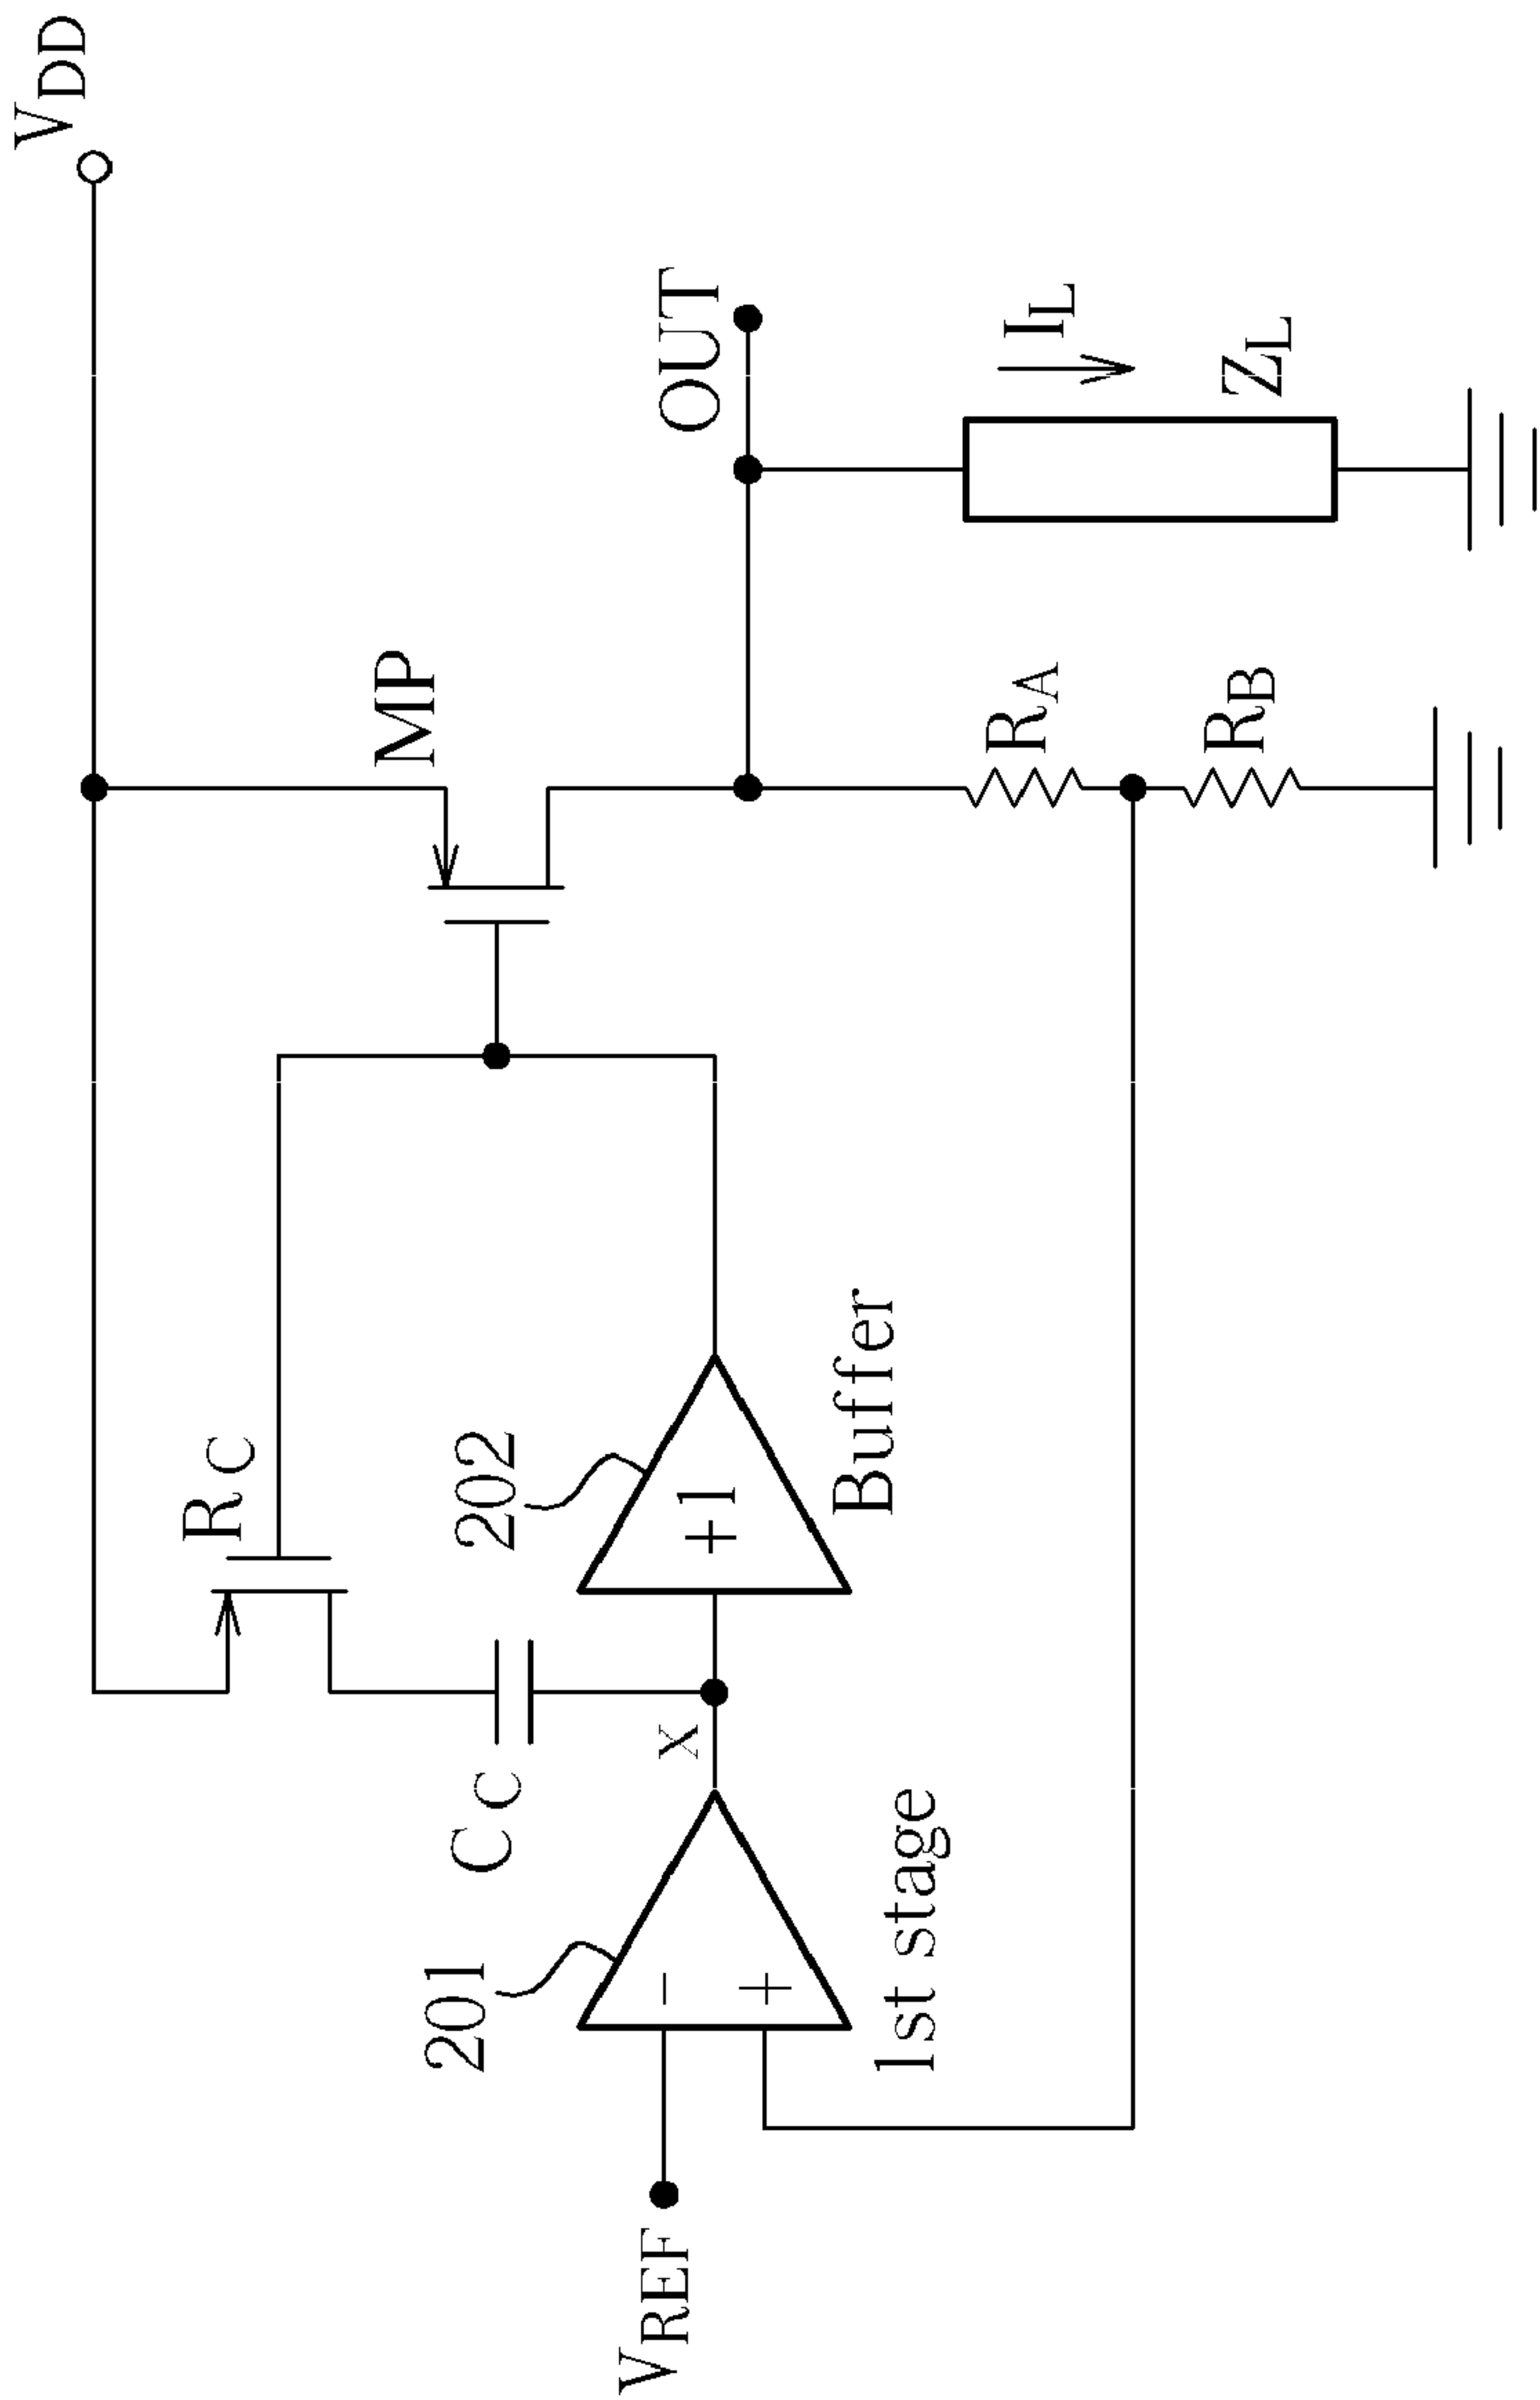 VDD
RC
MP
CC
202
201
x
+1
OUT
VREF
−
+
Buffer
1st stage
RA
IL
RB
ZL